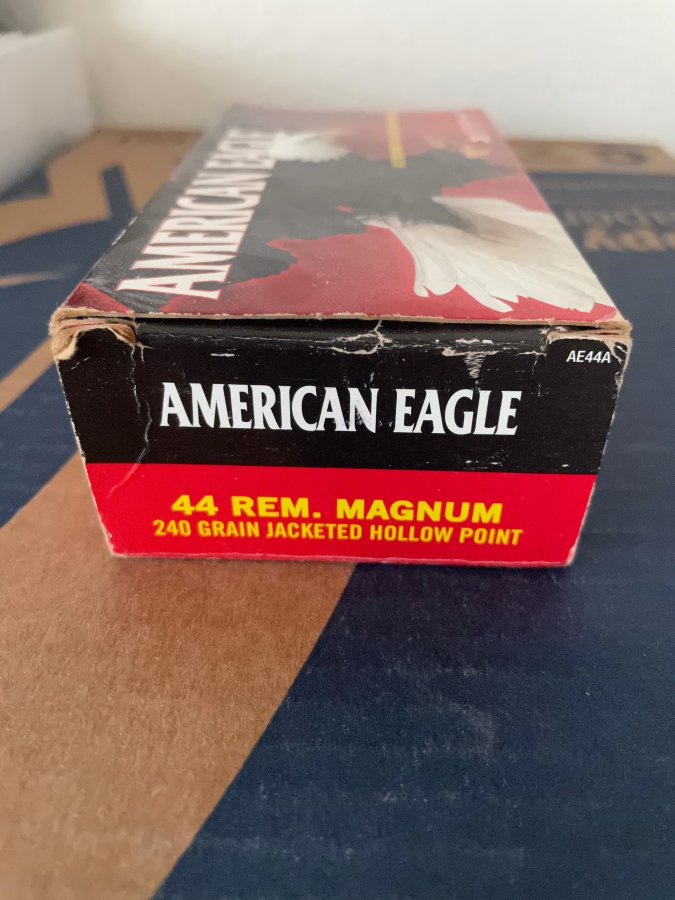 AMERICAN EAGLE
AE44A
AMERICAN EAGLE
44 REM. MAGNUM
240 GRAIN JACKETED HOLLOW POINT